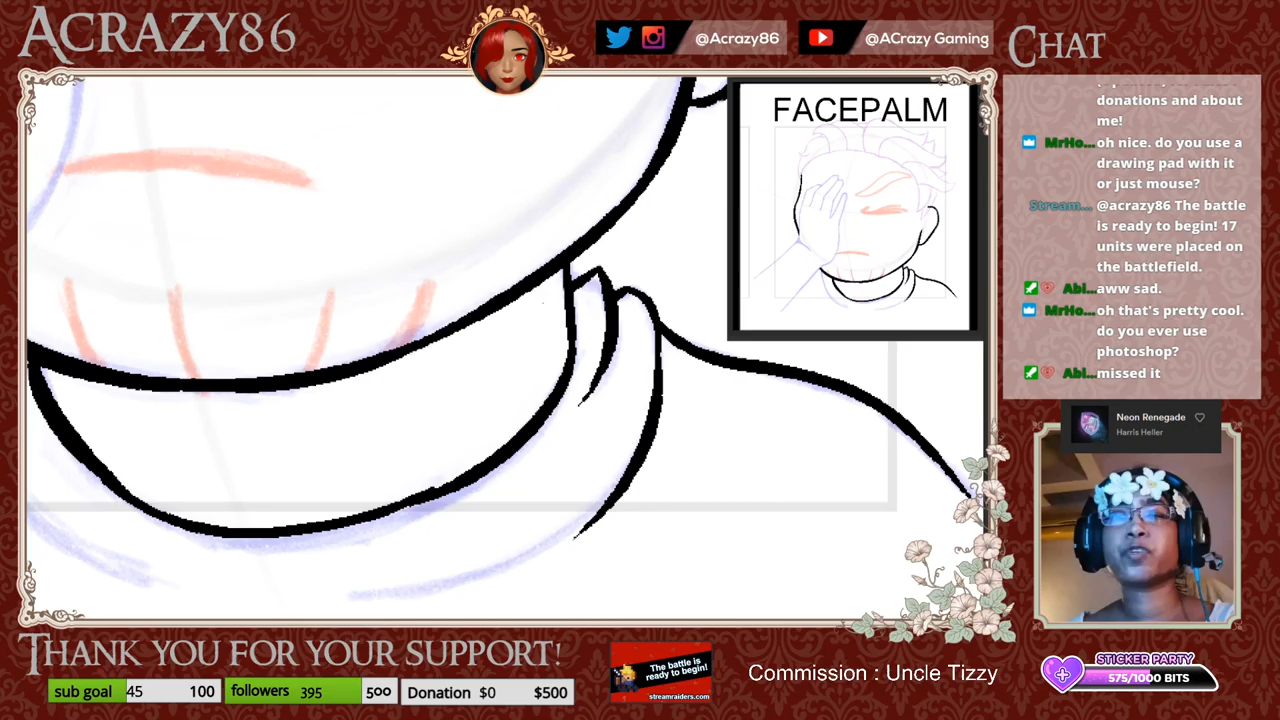 ACRAZY86
@Acrazy86
@ACrazy Gaming
CHAT
FACEPALM
donations and about
me!
MrHo... oh nice. do you use a
drawing pad with it
or just mouse?
Stream... @acrazy86 The battle
is ready to begin! 17
units were placed on
the battlefield.
Abi... aww sad.
MrHo... oh that's pretty cool.
do you ever use
photoshop?
Abi... missed it
Neon Renegade
Harris Heller
THANK YOU FOR YOUR SUPPORT!
sub goal 45 100
followers 395 500
Donation $0 $500
The battle is
ready to begin!
streamraiders.com
Commission : Uncle Tizzy
STICKER PARTY
575/1000 BITS